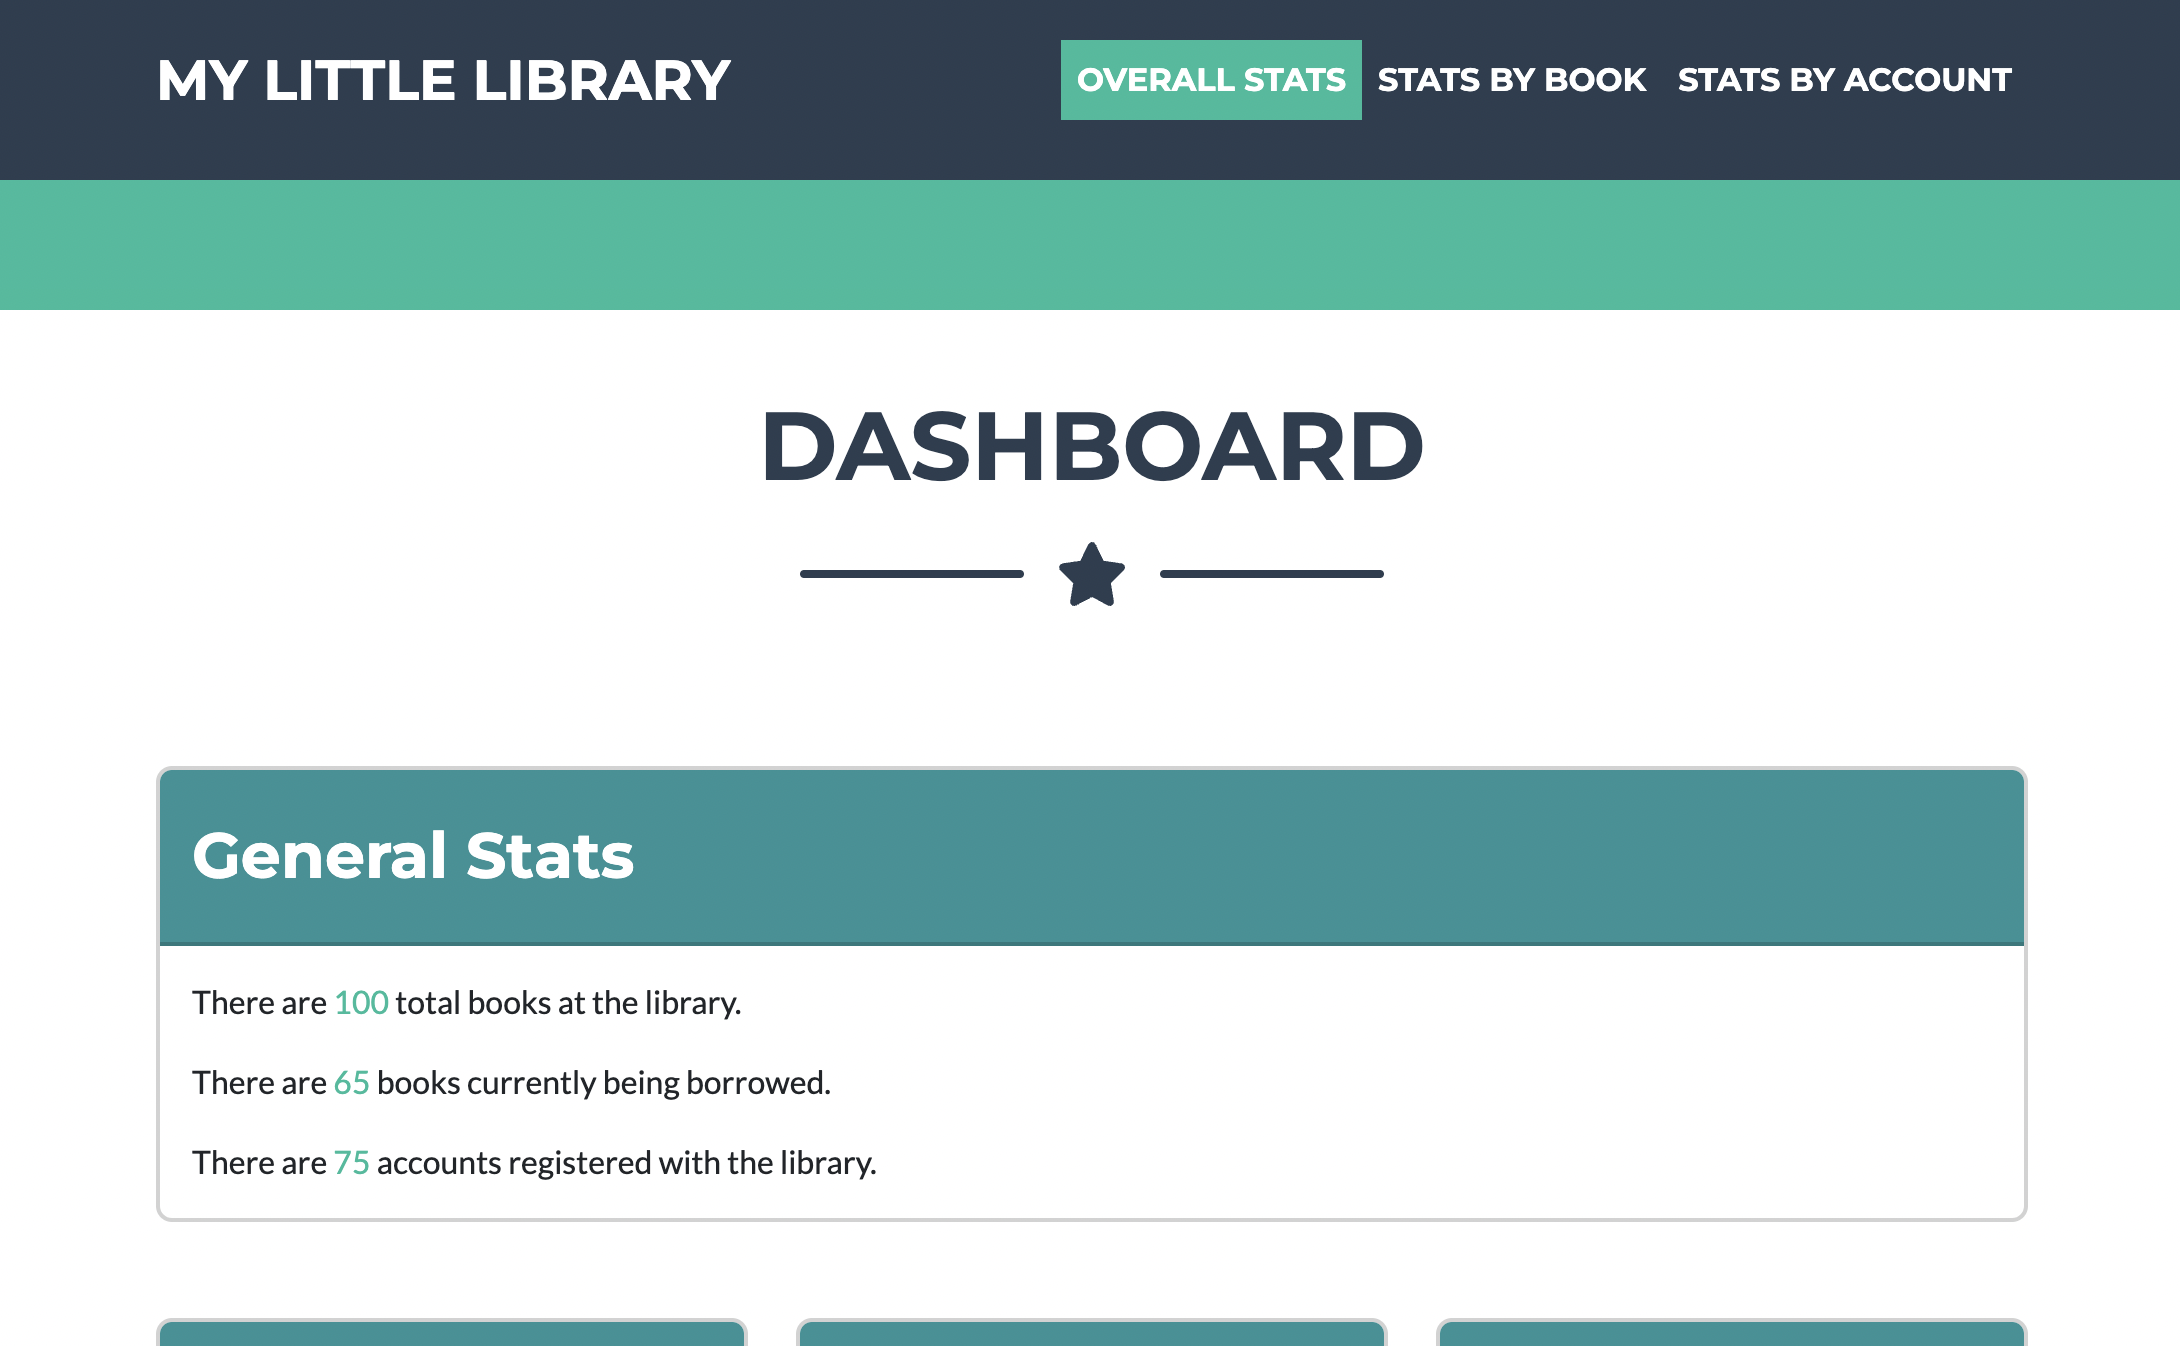 MY LITTLE LIBRARY
OVERALL STATS STATS BY BOOK STATS BY ACCOUNT
DASHBOARD
General Stats
There are 100 total books at the library.
There are 65 books currently being borrowed.
There are 75 accounts registered with the library.